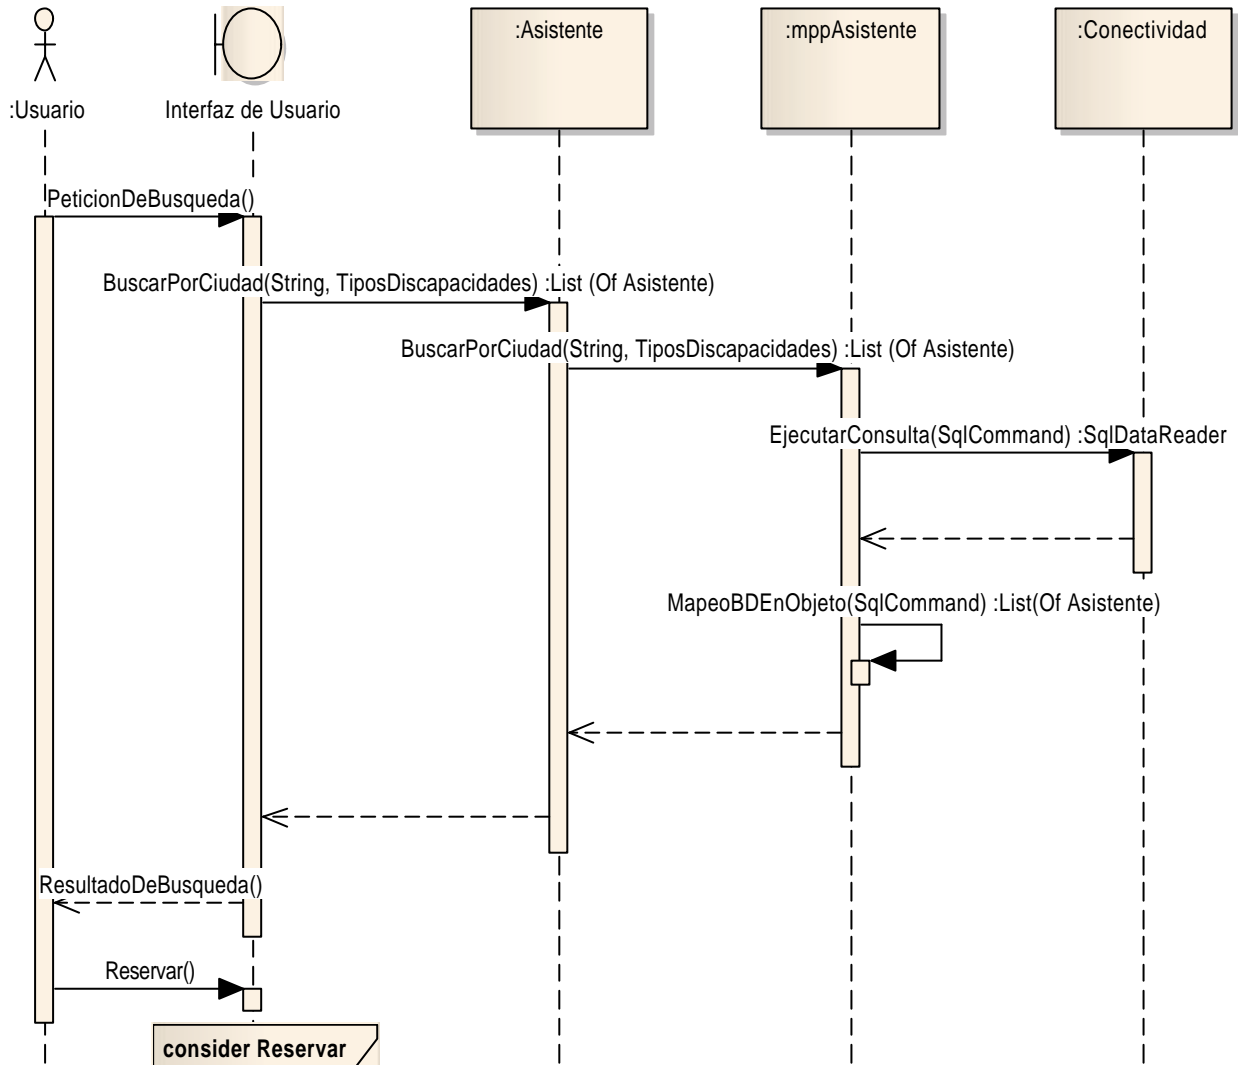 :Usuario
Interfaz de Usuario
:Asistente
:mppAsistente
:Conectividad
PeticionDeBusqueda()
BuscarPorCiudad(String, TiposDiscapacidades) :List (Of Asistente)
BuscarPorCiudad(String, TiposDiscapacidades) :List (Of Asistente)
EjecutarConsulta(SqlCommand) :SqlDataReader
MapeoBDEnObjeto(SqlCommand) :List(Of Asistente)
ResultadoDeBusqueda()
Reservar()
consider Reservar